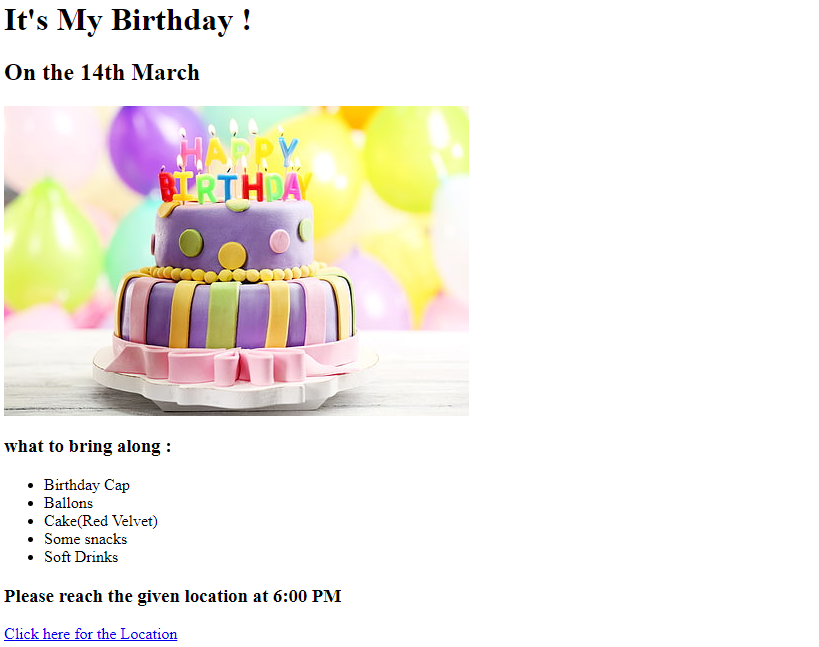 It's My Birthday !
On the 14th March
HAPPY
BIRTHDAY
what to bring along :
Birthday Cap
Ballons
Cake(Red Velvet)
Some snacks
Soft Drinks
Please reach the given location at 6:00 PM
Click here for the Location